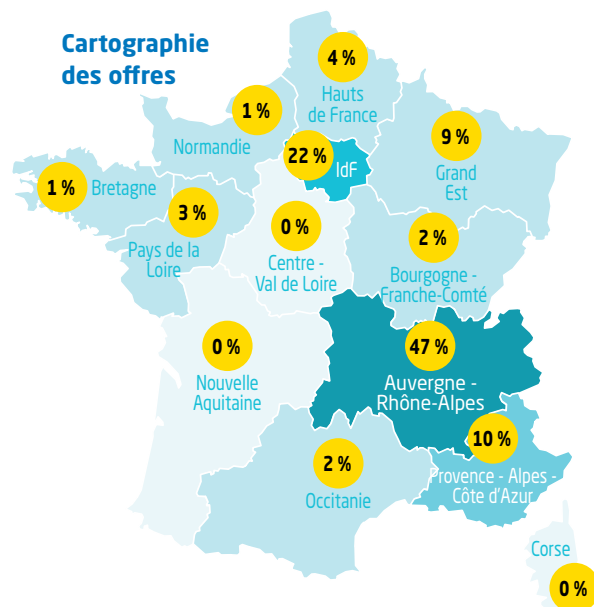 Cartographie
des offres
4 %
Hauts
de France
1 %
Normandie
22 %
IdF
9 %
Grand
Est
1 %
Bretagne
3 %
Pays de la
Loire
0 %
Centre -
Val de Loire
2 %
Bourgogne -
Franche-Comté
0 %
Nouvelle
Aquitaine
47 %
Auvergne -
Rhône-Alpes
10 %
Provence - Alpes -
Côte d'Azur
2 %
Occitanie
Corse
0 %